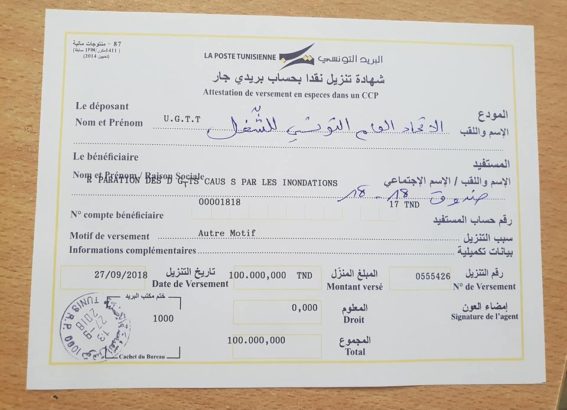 87 - منتوجات مالية
LA POSTE TUNISIENNE البريد التونسي
شهادة تنزيل نقدا بحساب بريدي جار
Attestation de versement en especes dans un CCP
Le déposant المودع
Nom et Prénom U.G.T.T الاتحاد العام التونسي للشّغل الإسم واللقب
Le bénéficiaire المستفيد
Nom et Prénom / Raison Sociale الإسم واللقب / الإسم الإجتماعي
R PARATION DES D G TS CAUS S PAR LES INONDATIONS
صندوق 18 - 18
00001818 17 TND
N° compte bénéficiaire رقم حساب المستفيد
Motif de versement Autre Motif سبب التنزيل
Informations complémentaires بيانات تكميلية
27/09/2018 تاريخ التنزيل 100.000,000 TND المبلغ المنزّل 0555426 رقم التنزيل
Date de Versement Montant versé N° de Versement
ختم مكتب البريد 0,000 المعلوم إمضاء العون
1000 Droit Signature de l'agent
100.000,000 المجموع
Total
TUNIS R.P.
2018
1000
Cachet du Bureau